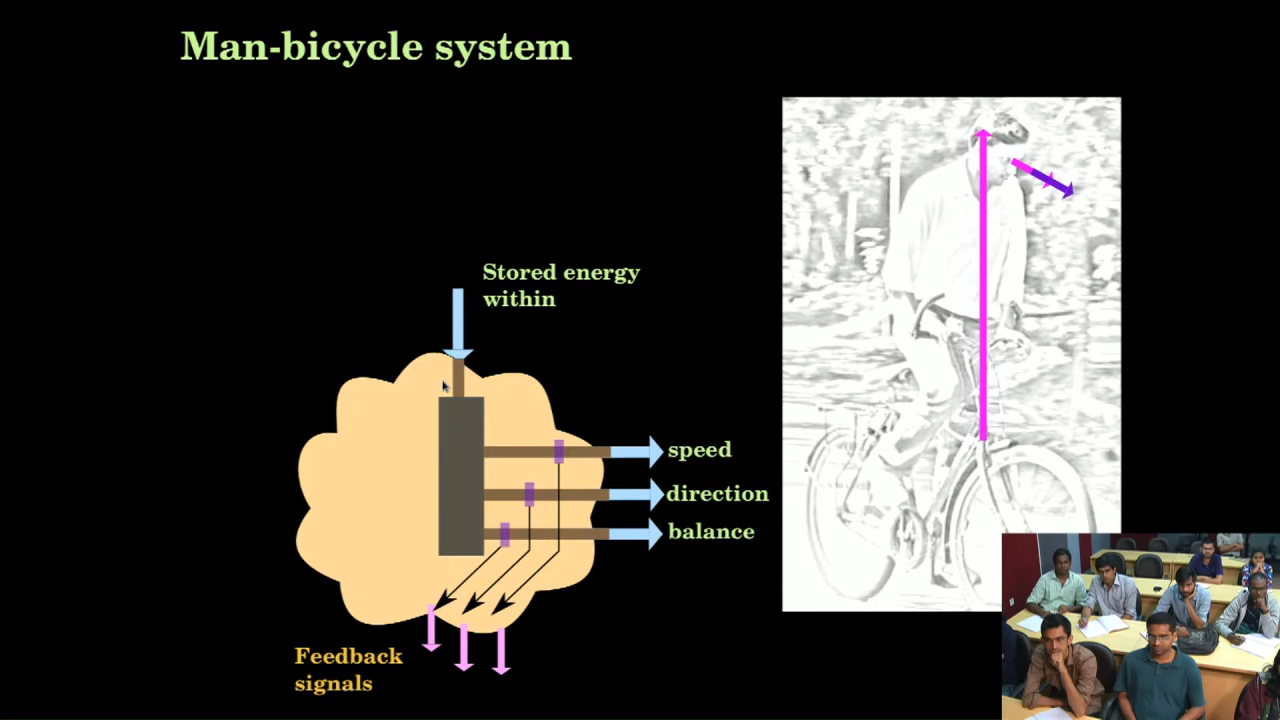 Man-bicycle system
Stored energy
within
speed
direction
balance
Feedback
signals